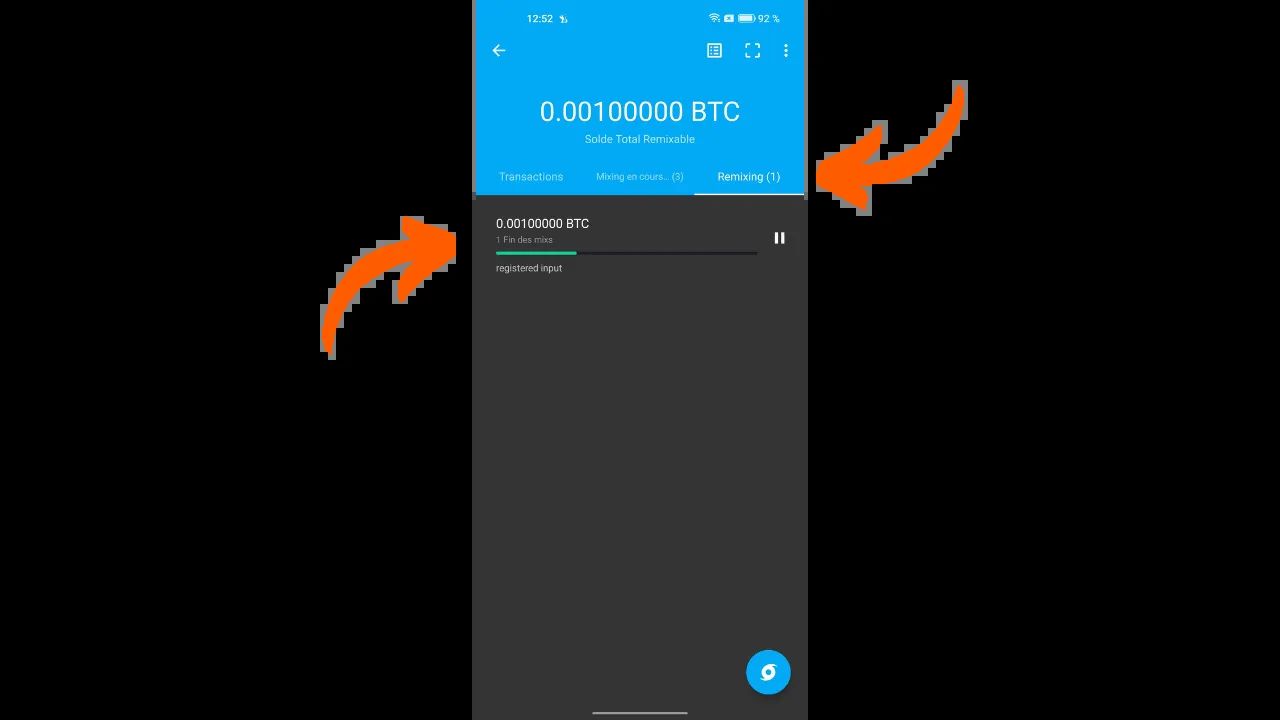 12:52 92 %
0.00100000 BTC
Solde Total Remixable
Transactions Mixing en cours... (3) Remixing (1)
0.00100000 BTC
1 Fin des mixs
registered input